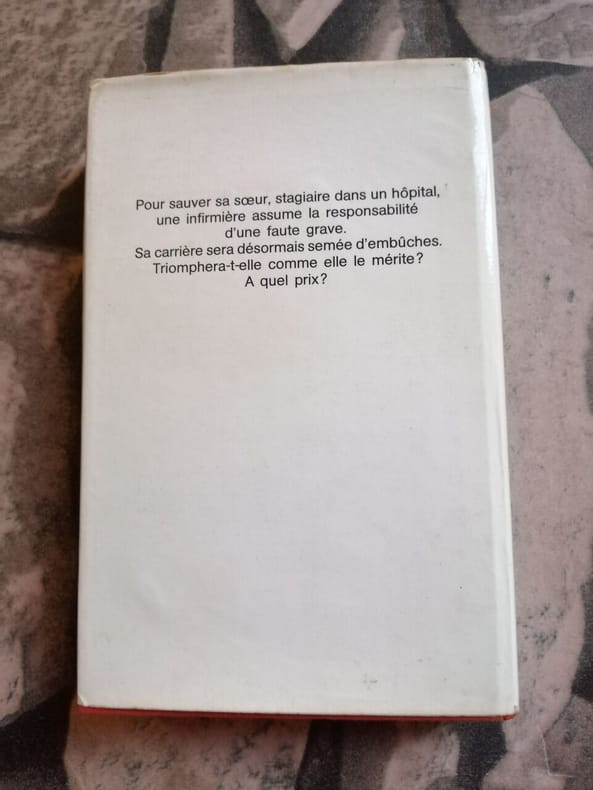 Pour sauver sa sœur, stagiaire dans un hôpital,
une infirmière assume la responsabilité
d'une faute grave.
Sa carrière sera désormais semée d'embûches.
Triomphera-t-elle comme elle le mérite?
A quel prix?